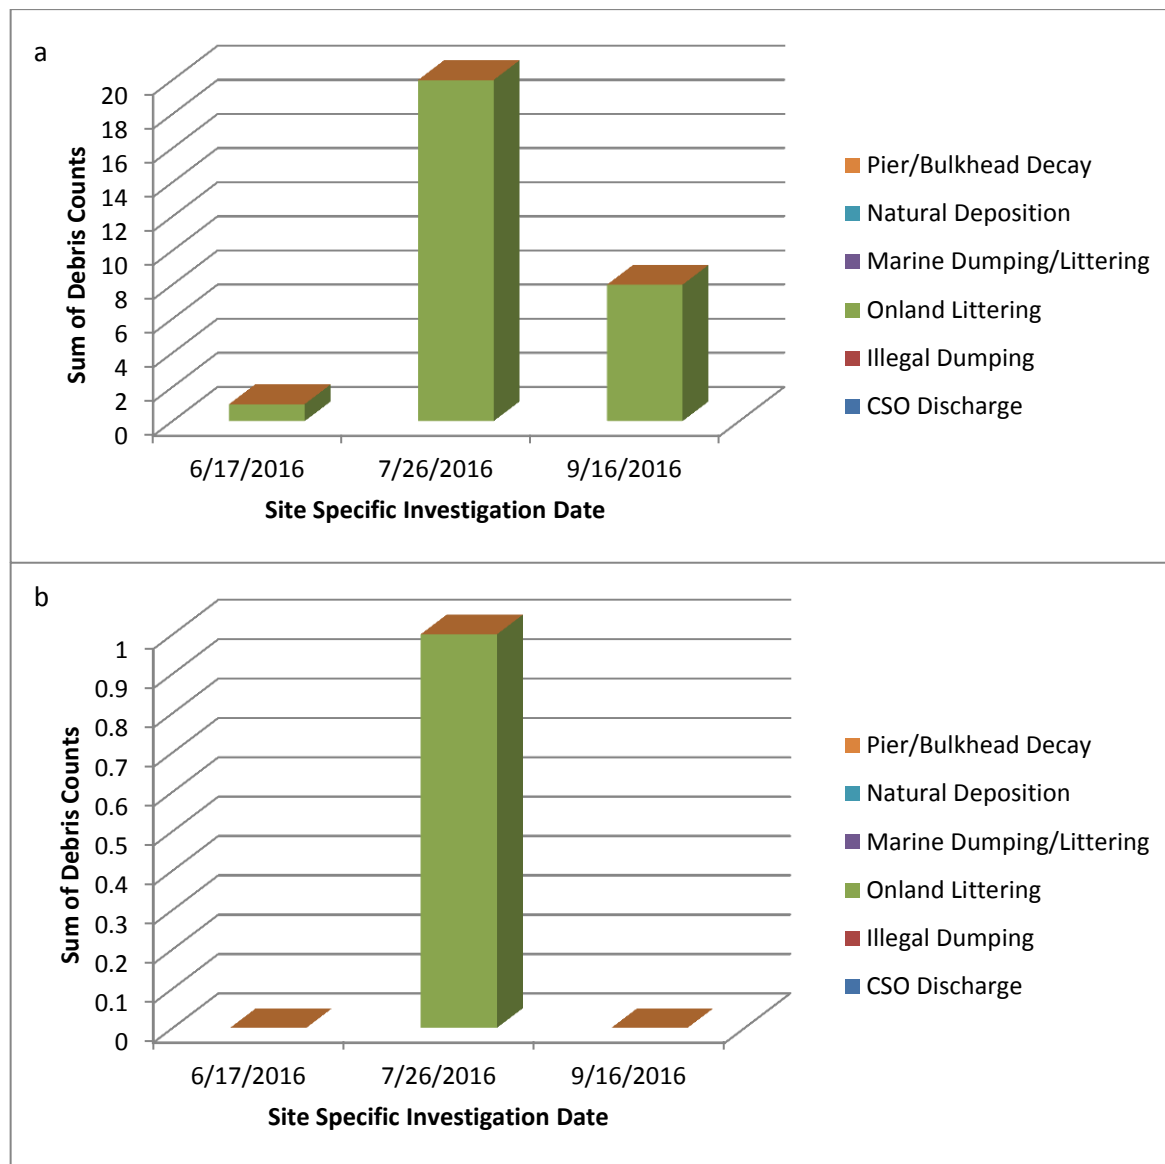 a
20
18
16
14
12
10
8
6
4
2
0
Sum of Debris Counts
6/17/2016
7/26/2016
9/16/2016
Site Specific Investigation Date
Pier/Bulkhead Decay
Natural Deposition
Marine Dumping/Littering
Onland Littering
Illegal Dumping
CSO Discharge
b
1
0.9
0.8
0.7
0.6
0.5
0.4
0.3
0.2
0.1
0
Sum of Debris Counts
6/17/2016
7/26/2016
9/16/2016
Site Specific Investigation Date
Pier/Bulkhead Decay
Natural Deposition
Marine Dumping/Littering
Onland Littering
Illegal Dumping
CSO Discharge